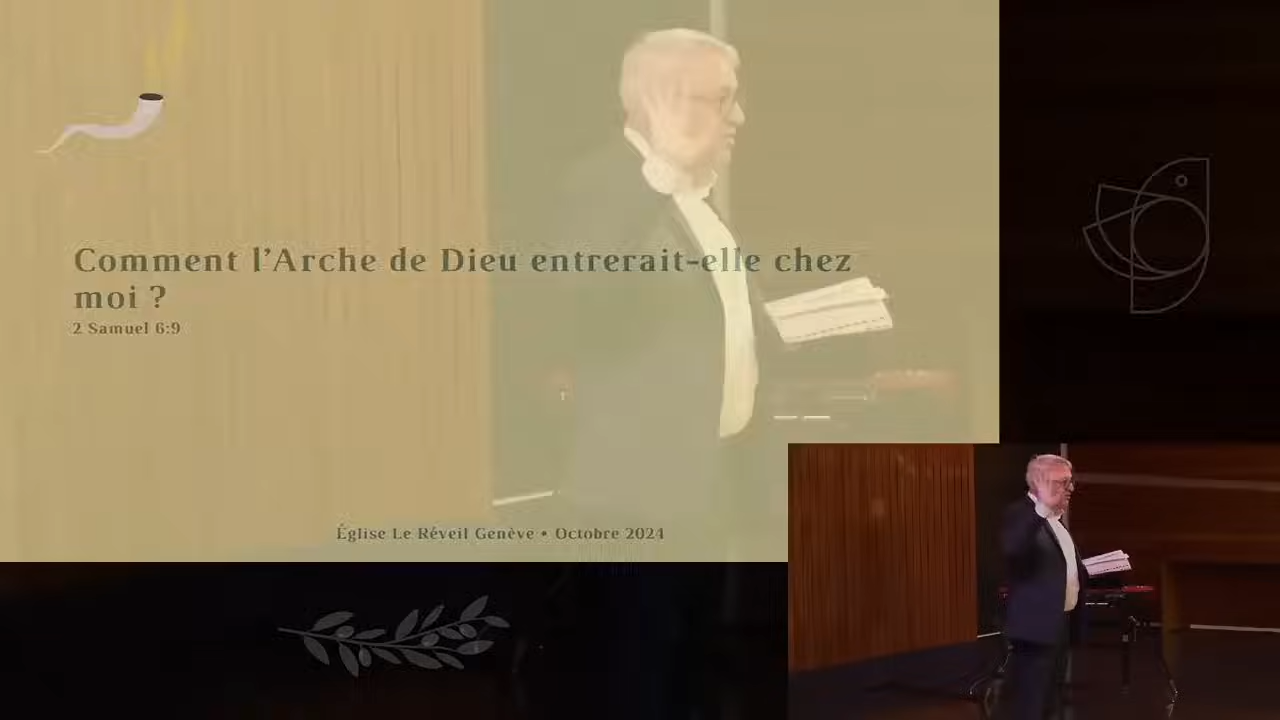 Comment l’Arche de Dieu entrerait-elle chez
moi ?
2 Samuel 6:9
Église Le Réveil Genève • Octobre 2024